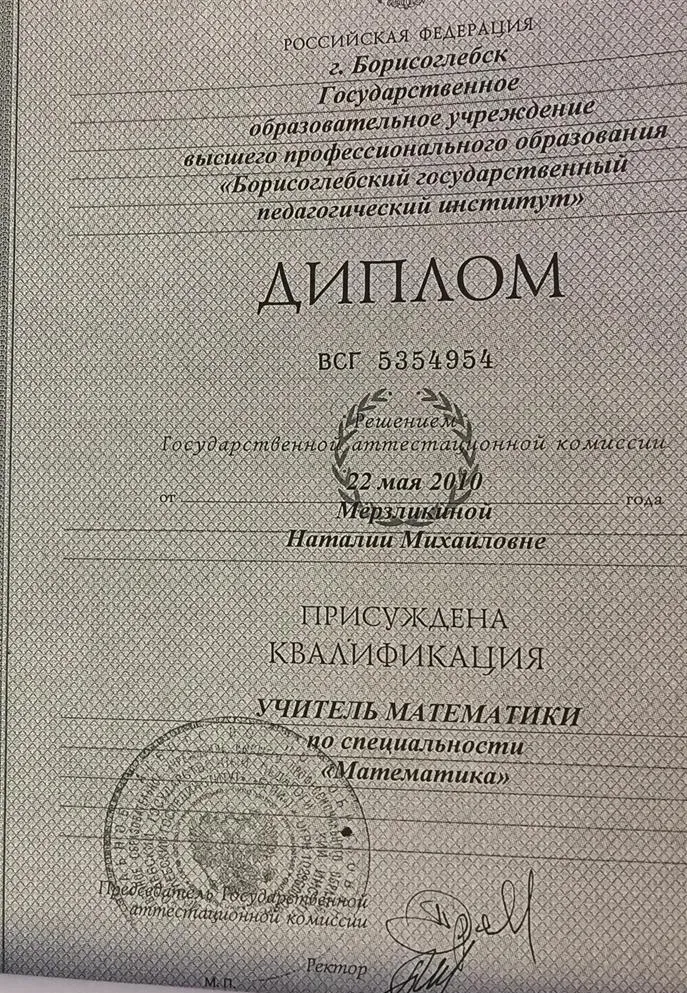 РОССИЙСКАЯ ФЕДЕРАЦИЯ
г. Борисоглебск
Государственное
образовательное учреждение
высшего профессионального образования
«Борисоглебский государственный
педагогический институт»
ДИПЛОМ
ВСГ 5354954
Решением
Государственной аттестационной комиссии
от 22 мая 2010 года
Мерзликиной
Наталии Михайловне
ПРИСУЖДЕНА
КВАЛИФИКАЦИЯ
УЧИТЕЛЬ МАТЕМАТИКИ
по специальности
«Математика»
Председатель Государственной
аттестационной комиссии
Ректор
М.П.